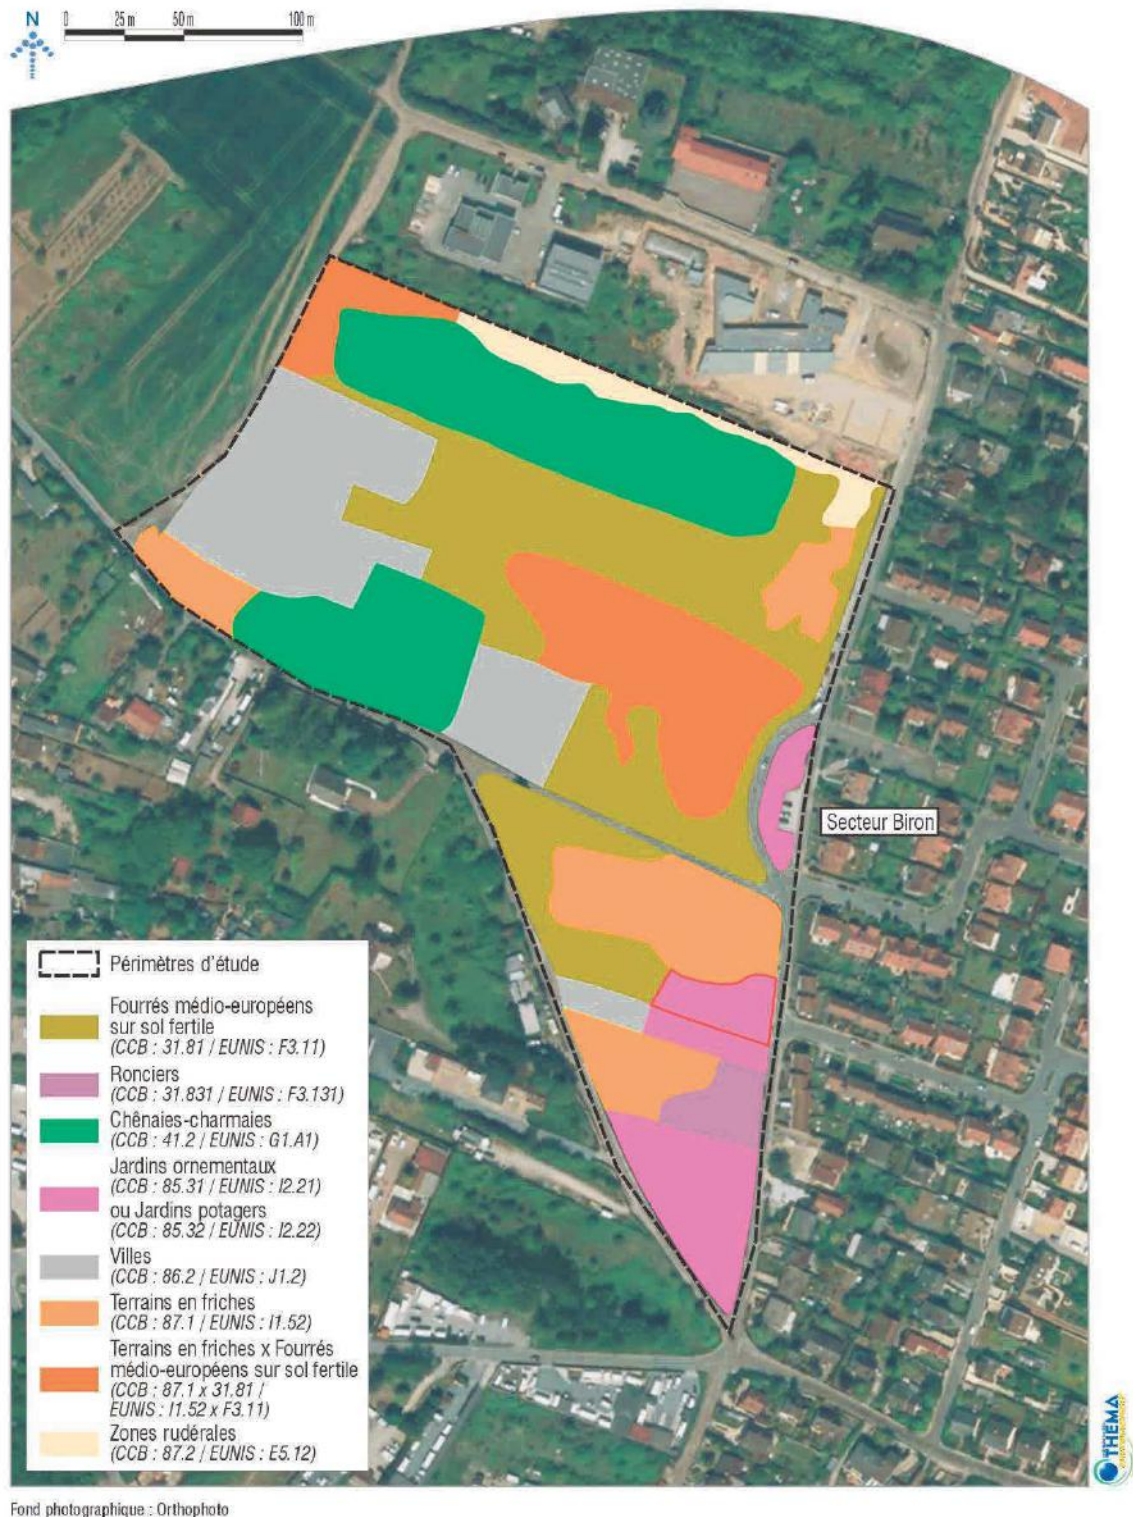 N
0 25 m 50 m 100 m
Secteur Biron
Périmètres d'étude
Fourrés médio-européens
sur sol fertile
(CCB : 31.81 / EUNIS : F3.11)
Ronciers
(CCB : 31.831 / EUNIS : F3.131)
Chênaies-charmaies
(CCB : 41.2 / EUNIS : G1.A1)
Jardins ornementaux
(CCB : 85.31 / EUNIS : I2.21)
ou Jardins potagers
(CCB : 85.32 / EUNIS : I2.22)
Villes
(CCB : 86.2 / EUNIS : J1.2)
Terrains en friches
(CCB : 87.1 / EUNIS : I1.52)
Terrains en friches x Fourrés
médio-européens sur sol fertile
(CCB : 87.1 x 31.81 /
EUNIS : I1.52 x F3.11)
Zones rudérales
(CCB : 87.2 / EUNIS : E5.12)
THEMA
Fond photographique : Orthophoto